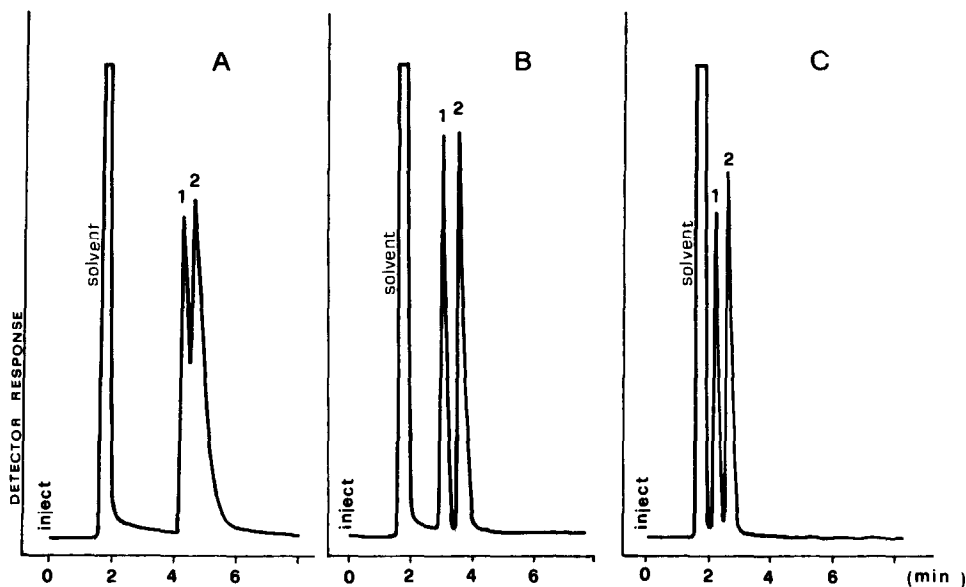 A
B
C
1 2
1 2
1 2
solvent
solvent
solvent
DETECTOR RESPONSE
inject
inject
inject
0 2 4 6
0 2 4 6
0 2 4 6 (min)